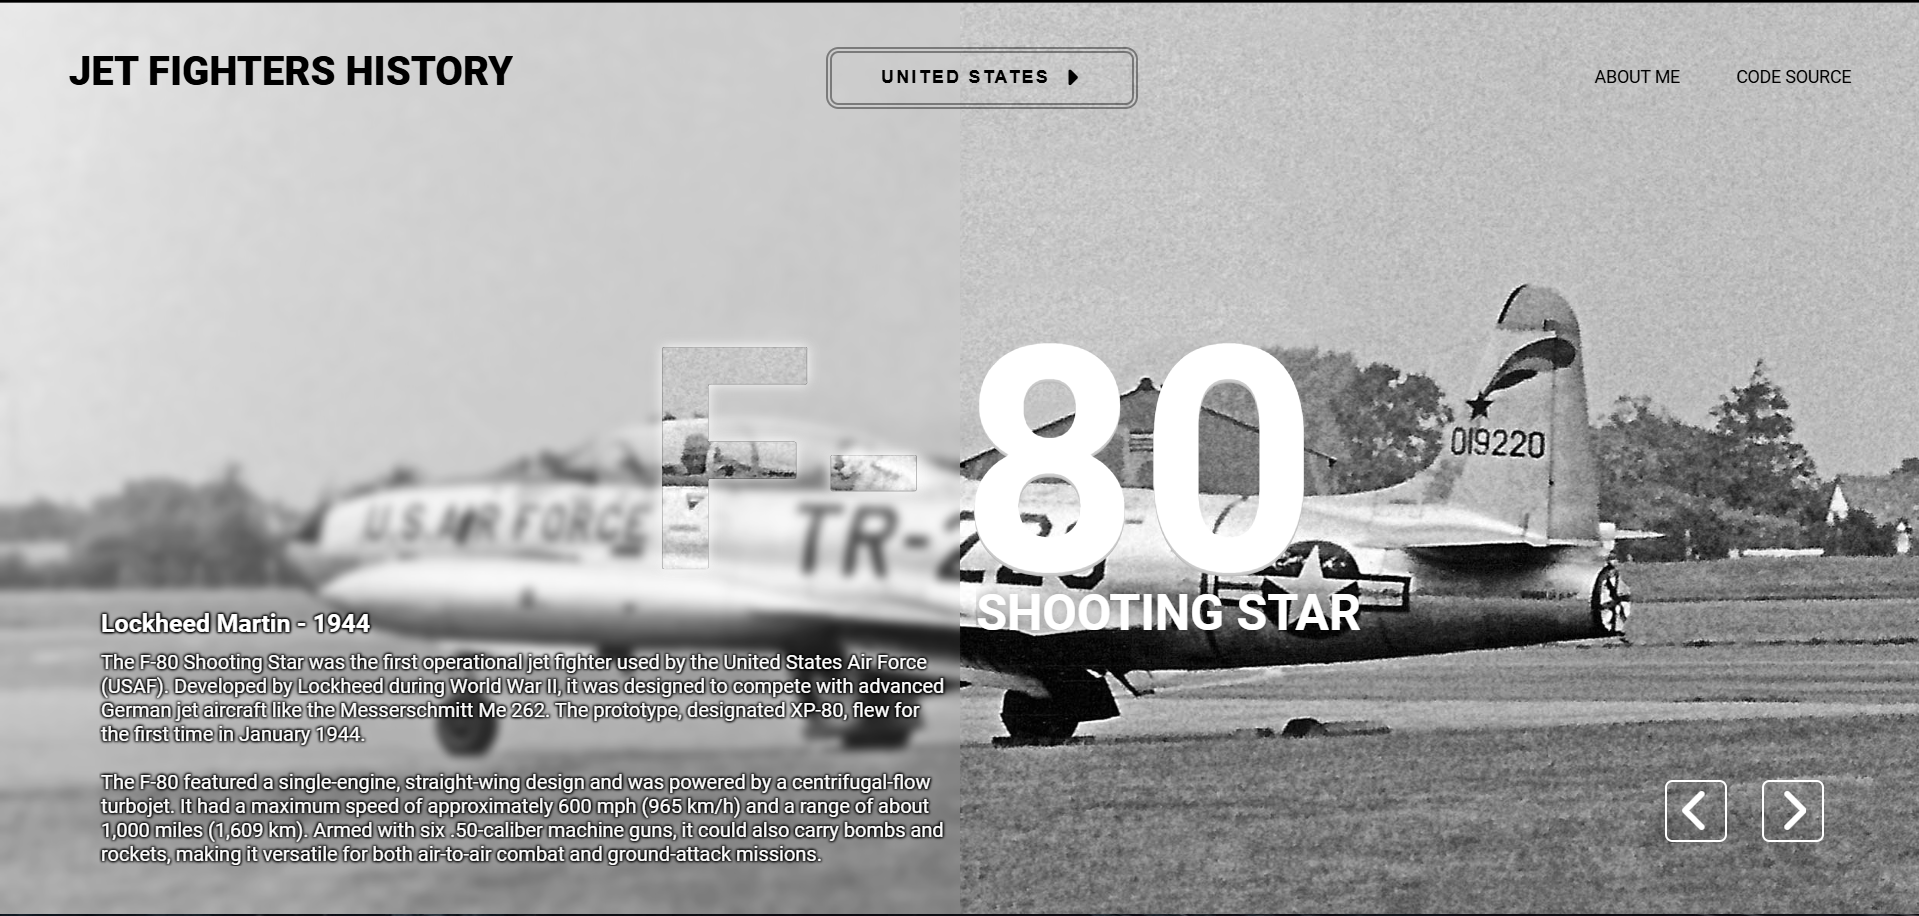 JET FIGHTERS HISTORY
UNITED STATES
ABOUT ME
CODE SOURCE
F-80
SHOOTING STAR
019220
U.S. AIR FORCE
TR-
Lockheed Martin - 1944
The F-80 Shooting Star was the first operational jet fighter used by the United States Air Force
(USAF). Developed by Lockheed during World War II, it was designed to compete with advanced
German jet aircraft like the Messerschmitt Me 262. The prototype, designated XP-80, flew for
the first time in January 1944.
The F-80 featured a single-engine, straight-wing design and was powered by a centrifugal-flow
turbojet. It had a maximum speed of approximately 600 mph (965 km/h) and a range of about
1,000 miles (1,609 km). Armed with six .50-caliber machine guns, it could also carry bombs and
rockets, making it versatile for both air-to-air combat and ground-attack missions.